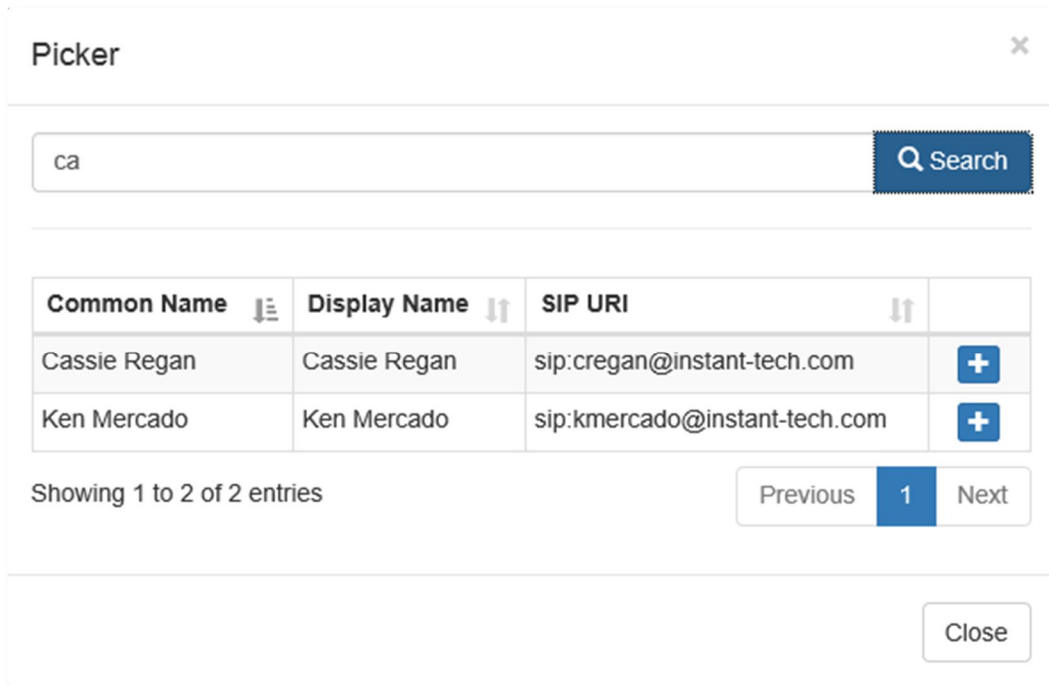 Picker
ca Search
Common Name Display Name SIP URI
Cassie Regan Cassie Regan sip:cregan@instant-tech.com
Ken Mercado Ken Mercado sip:kmercado@instant-tech.com
Showing 1 to 2 of 2 entries Previous 1 Next
Close